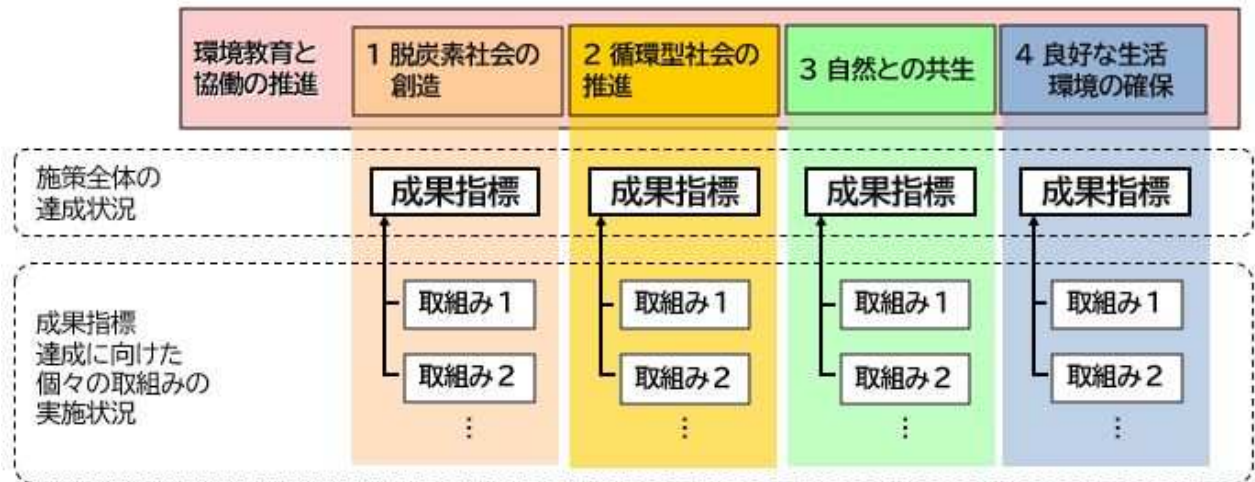 環境教育と
協働の推進
1 脱炭素社会の
創造
2 循環型社会の
推進
3 自然との共生
4 良好な生活
環境の確保
施策全体の
達成状況
成果指標
成果指標
成果指標
成果指標
成果指標
達成に向けた
個々の取組みの
実施状況
取組み1
取組み1
取組み1
取組み1
取組み2
取組み2
取組み2
取組み2
⋮
⋮
⋮
⋮